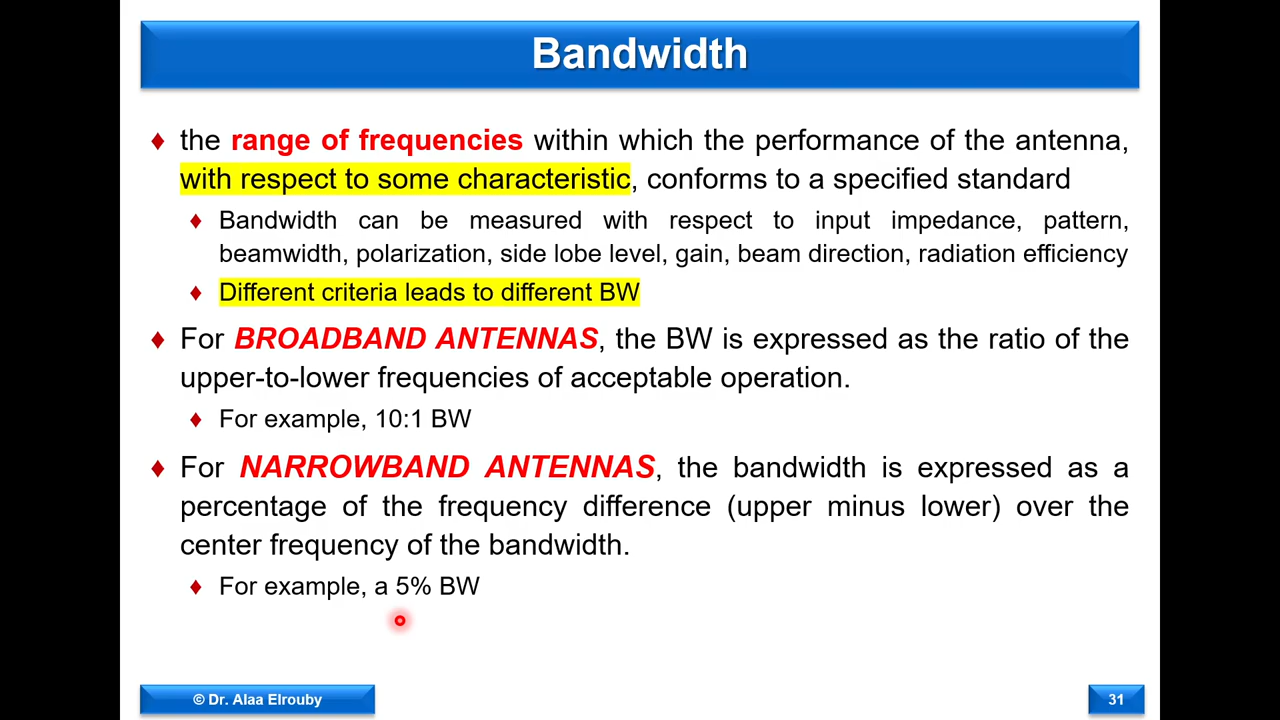 Bandwidth
♦ the range of frequencies within which the performance of the antenna,
with respect to some characteristic, conforms to a specified standard
♦ Bandwidth can be measured with respect to input impedance, pattern,
beamwidth, polarization, side lobe level, gain, beam direction, radiation efficiency
♦ Different criteria leads to different BW
♦ For BROADBAND ANTENNAS, the BW is expressed as the ratio of the
upper-to-lower frequencies of acceptable operation.
♦ For example, 10:1 BW
♦ For NARROWBAND ANTENNAS, the bandwidth is expressed as a
percentage of the frequency difference (upper minus lower) over the
center frequency of the bandwidth.
♦ For example, a 5% BW
© Dr. Alaa Elrouby
31